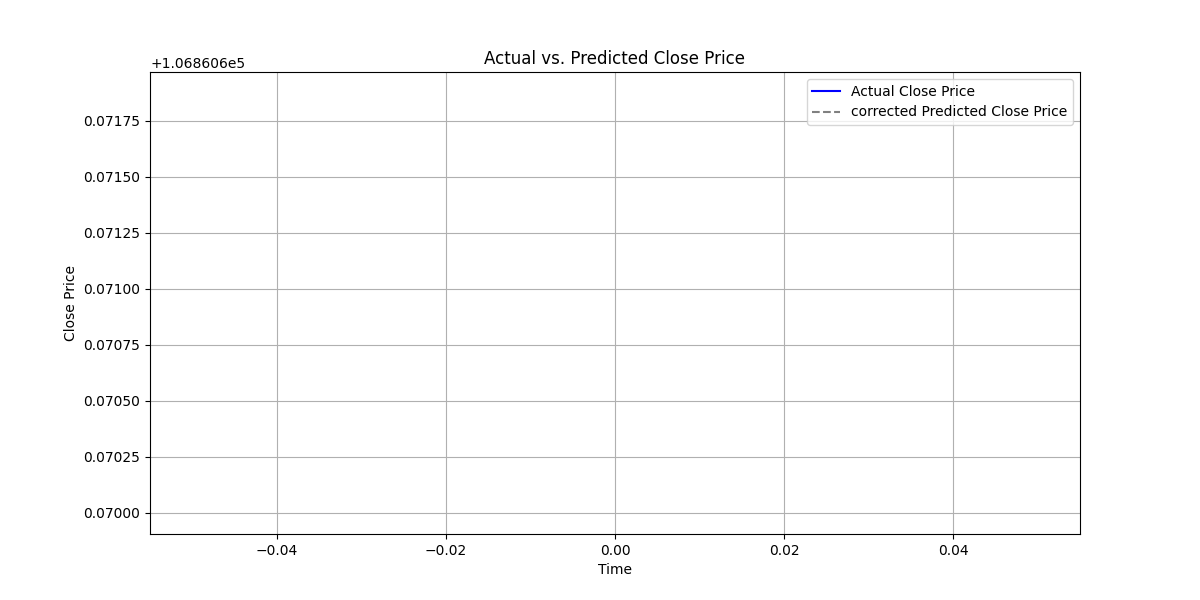 Actual vs. Predicted Close Price
+1.068606e5
Actual Close Price
corrected Predicted Close Price
0.07175
0.07150
0.07125
0.07100
0.07075
0.07050
0.07025
0.07000
Close Price
−0.04
−0.02
0.00
0.02
0.04
Time